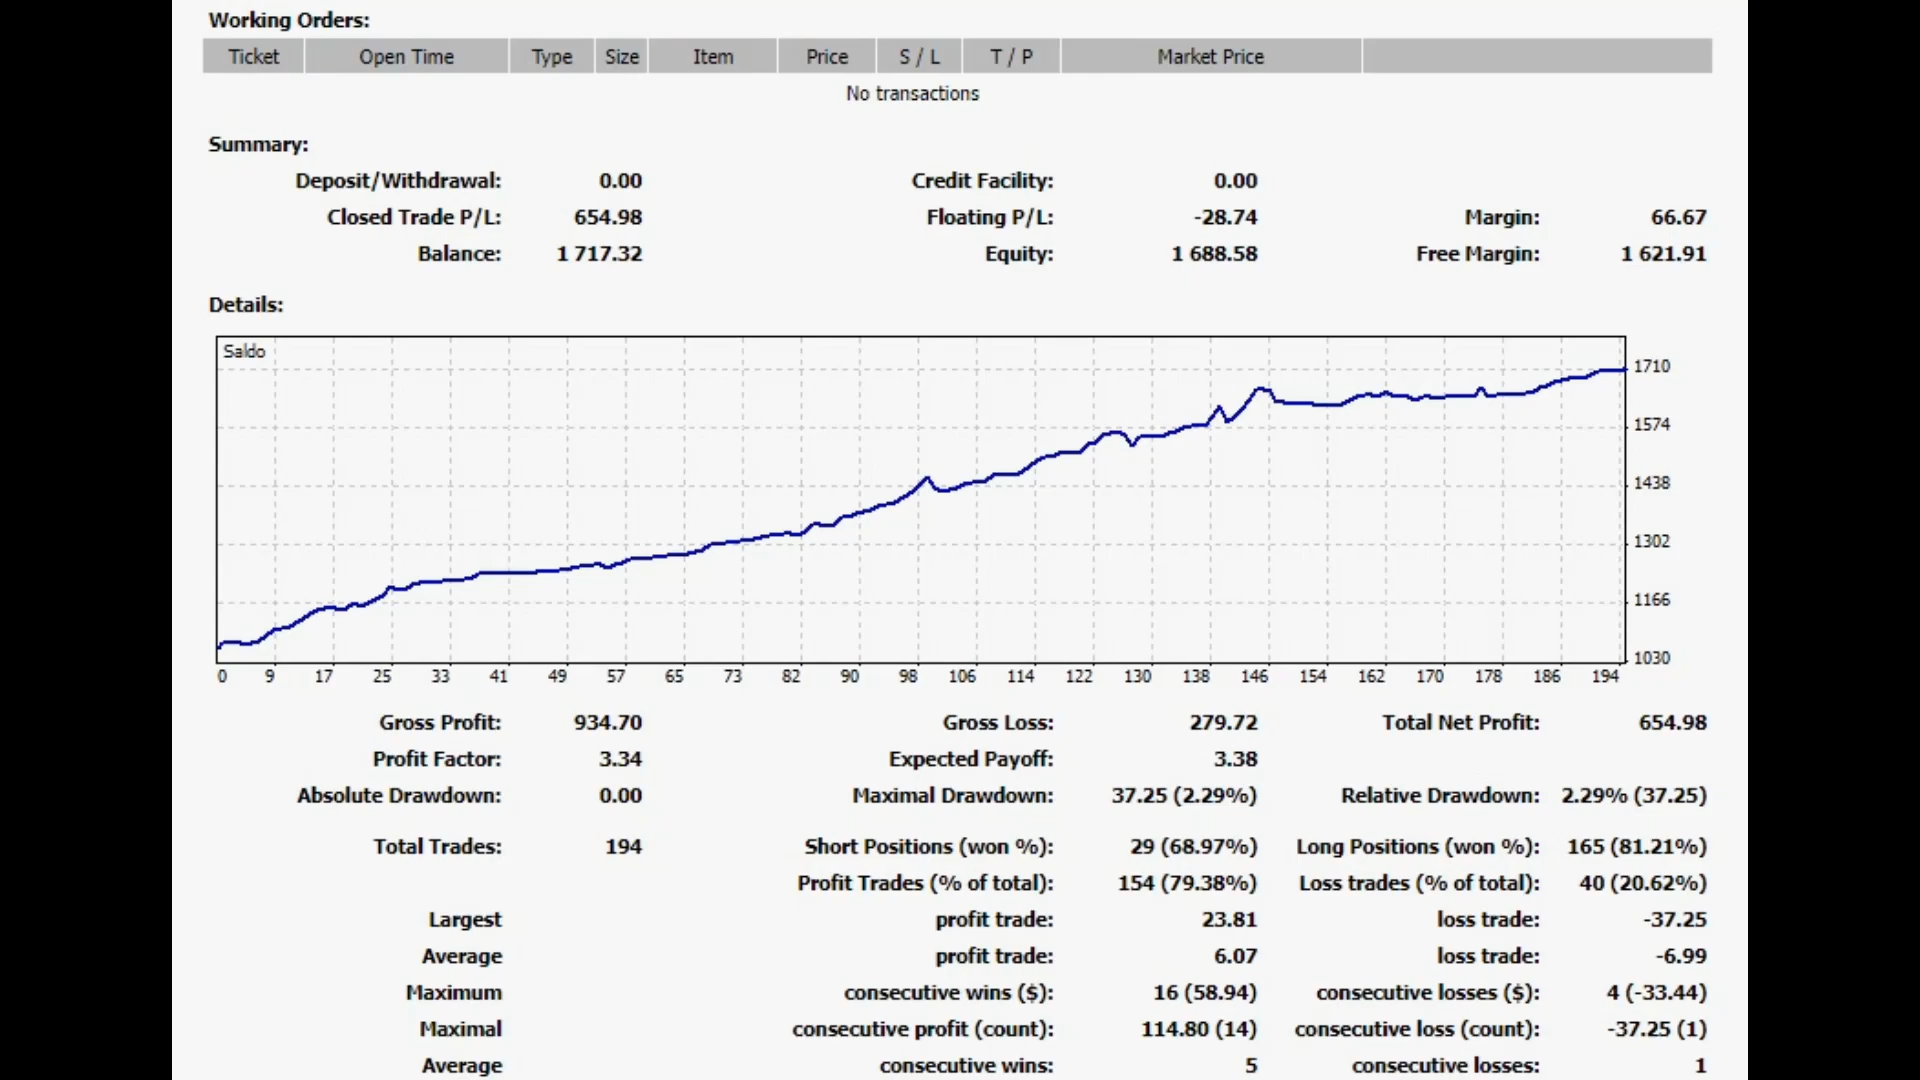 Working Orders:
Ticket Open Time Type Size Item Price S / L T / P Market Price
No transactions
Summary:
Deposit/Withdrawal: 0.00 Credit Facility: 0.00
Closed Trade P/L: 654.98 Floating P/L: -28.74 Margin: 66.67
Balance: 1 717.32 Equity: 1 688.58 Free Margin: 1 621.91
Details:
Saldo
1710
1574
1438
1302
1166
1030
0 9 17 25 33 41 49 57 65 73 82 90 98 106 114 122 130 138 146 154 162 170 178 186 194
Gross Profit: 934.70 Gross Loss: 279.72 Total Net Profit: 654.98
Profit Factor: 3.34 Expected Payoff: 3.38
Absolute Drawdown: 0.00 Maximal Drawdown: 37.25 (2.29%) Relative Drawdown: 2.29% (37.25)
Total Trades: 194 Short Positions (won %): 29 (68.97%) Long Positions (won %): 165 (81.21%)
Profit Trades (% of total): 154 (79.38%) Loss trades (% of total): 40 (20.62%)
Largest profit trade: 23.81 loss trade: -37.25
Average profit trade: 6.07 loss trade: -6.99
Maximum consecutive wins ($): 16 (58.94) consecutive losses ($): 4 (-33.44)
Maximal consecutive profit (count): 114.80 (14) consecutive loss (count): -37.25 (1)
Average consecutive wins: 5 consecutive losses: 1